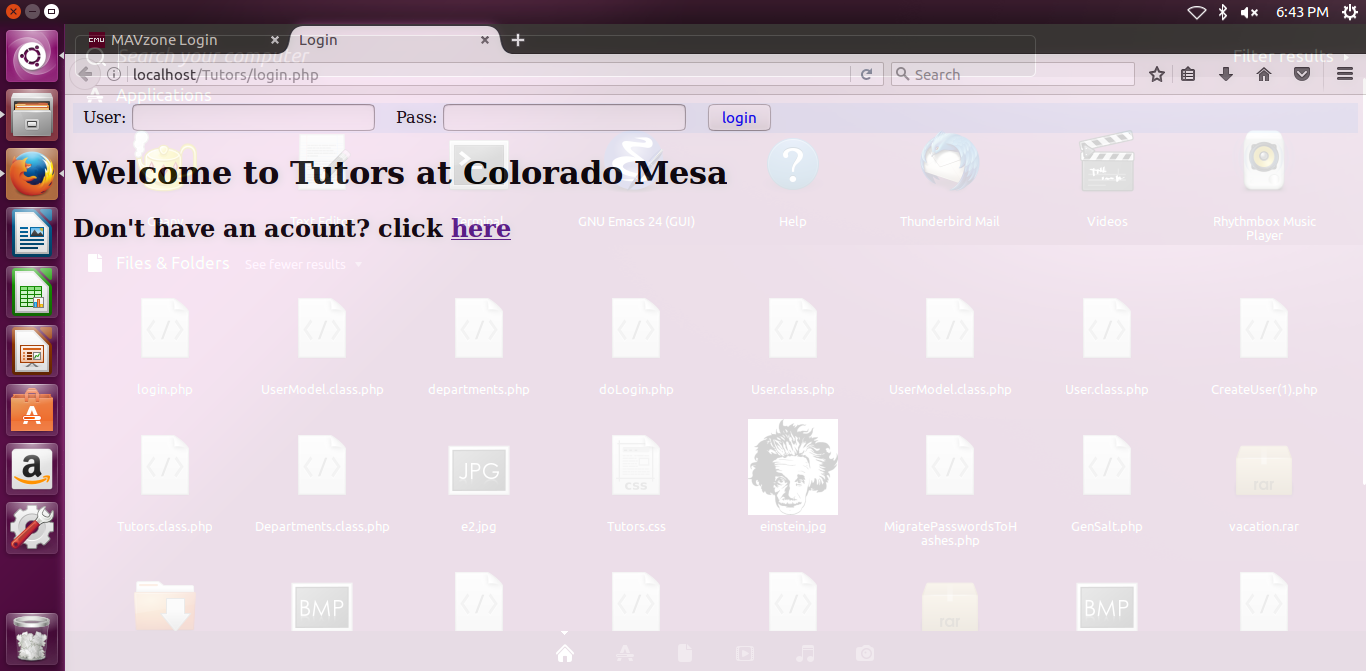 6:43 PM
CMU MAVzone Login
Login
Search your computer
Filter results
localhost/Tutors/login.php
Search
Applications
User:
Pass:
login
Welcome to Tutors at Colorado Mesa
Text Editor
Terminal
GNU Emacs 24 (GUI)
Help
Thunderbird Mail
Videos
Rhythmbox Music
Player
Don't have an acount? click here
Files & Folders
See fewer results
login.php
UserModel.class.php
departments.php
doLogin.php
User.class.php
UserModel.class.php
User.class.php
CreateUser(1).php
JPG
css
rar
Tutors.class.php
Departments.class.php
e2.jpg
Tutors.css
einstein.jpg
MigratePasswordsToH
ashes.php
GenSalt.php
vacation.rar
BMP
rar
BMP